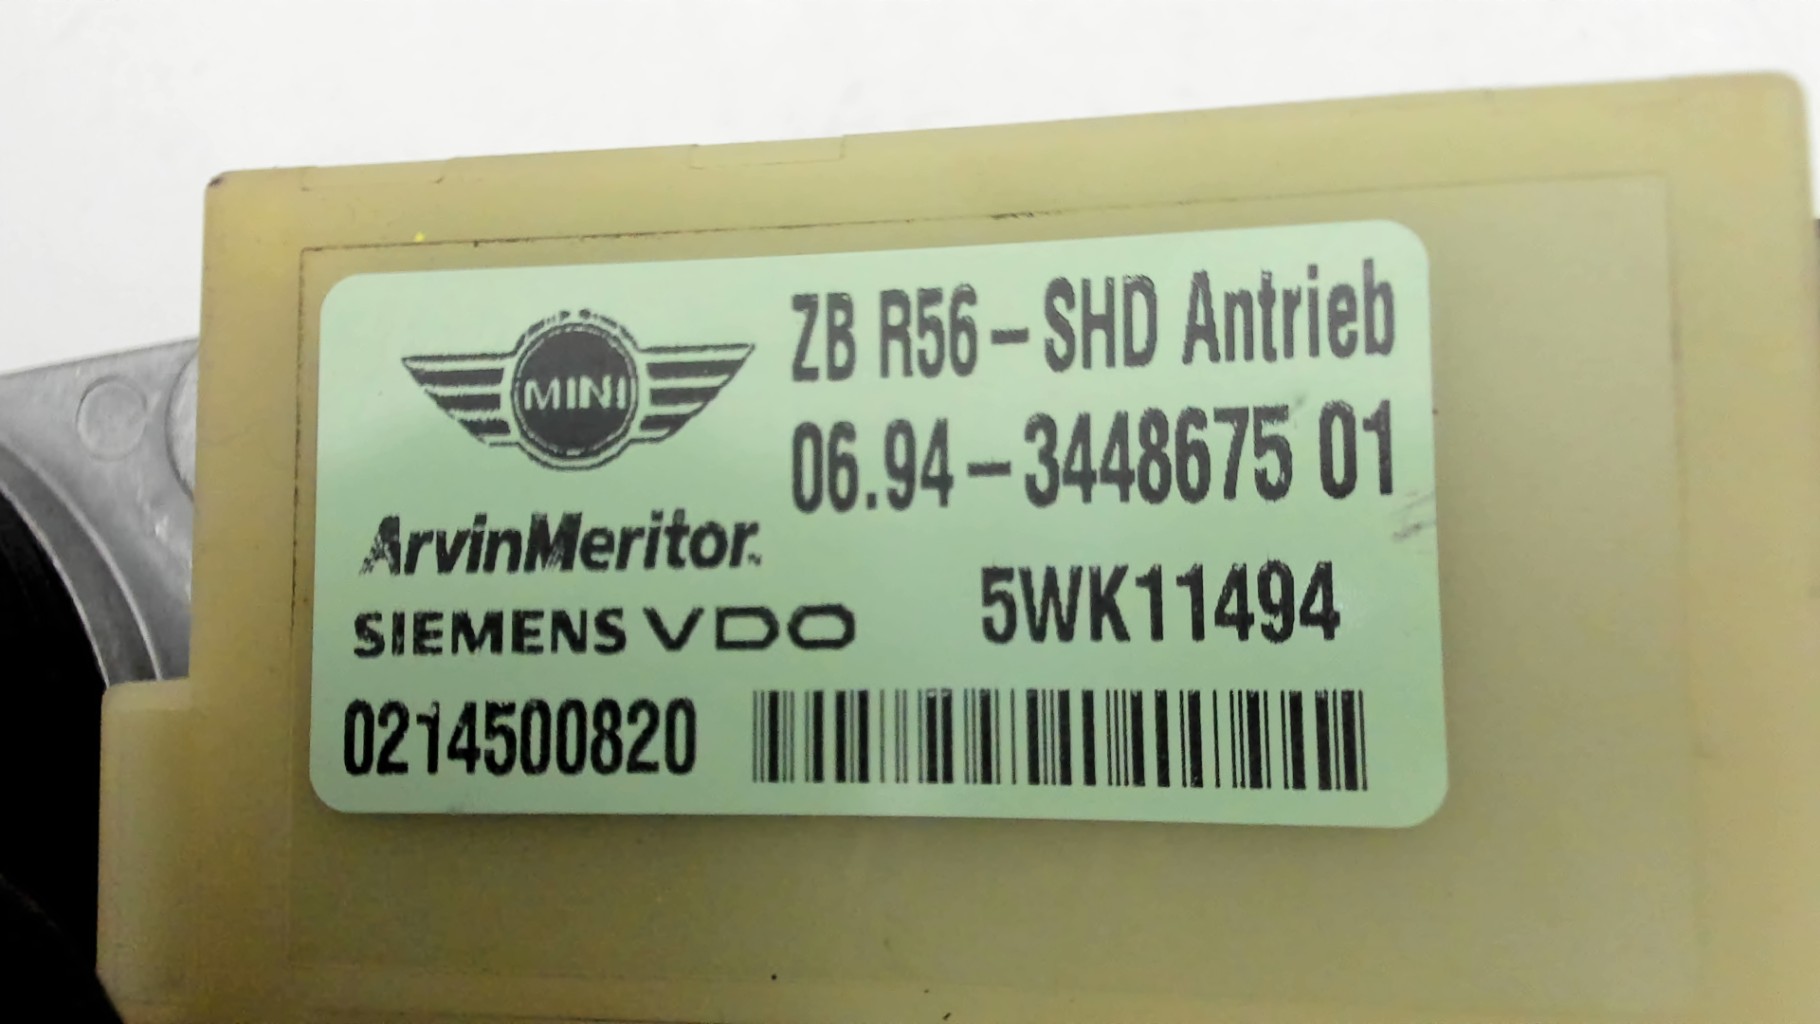 MINI
ZB R56-SHD Antrieb
06.94-3448675 01
ArvinMeritor
SIEMENS VDO
5WK11494
0214500820